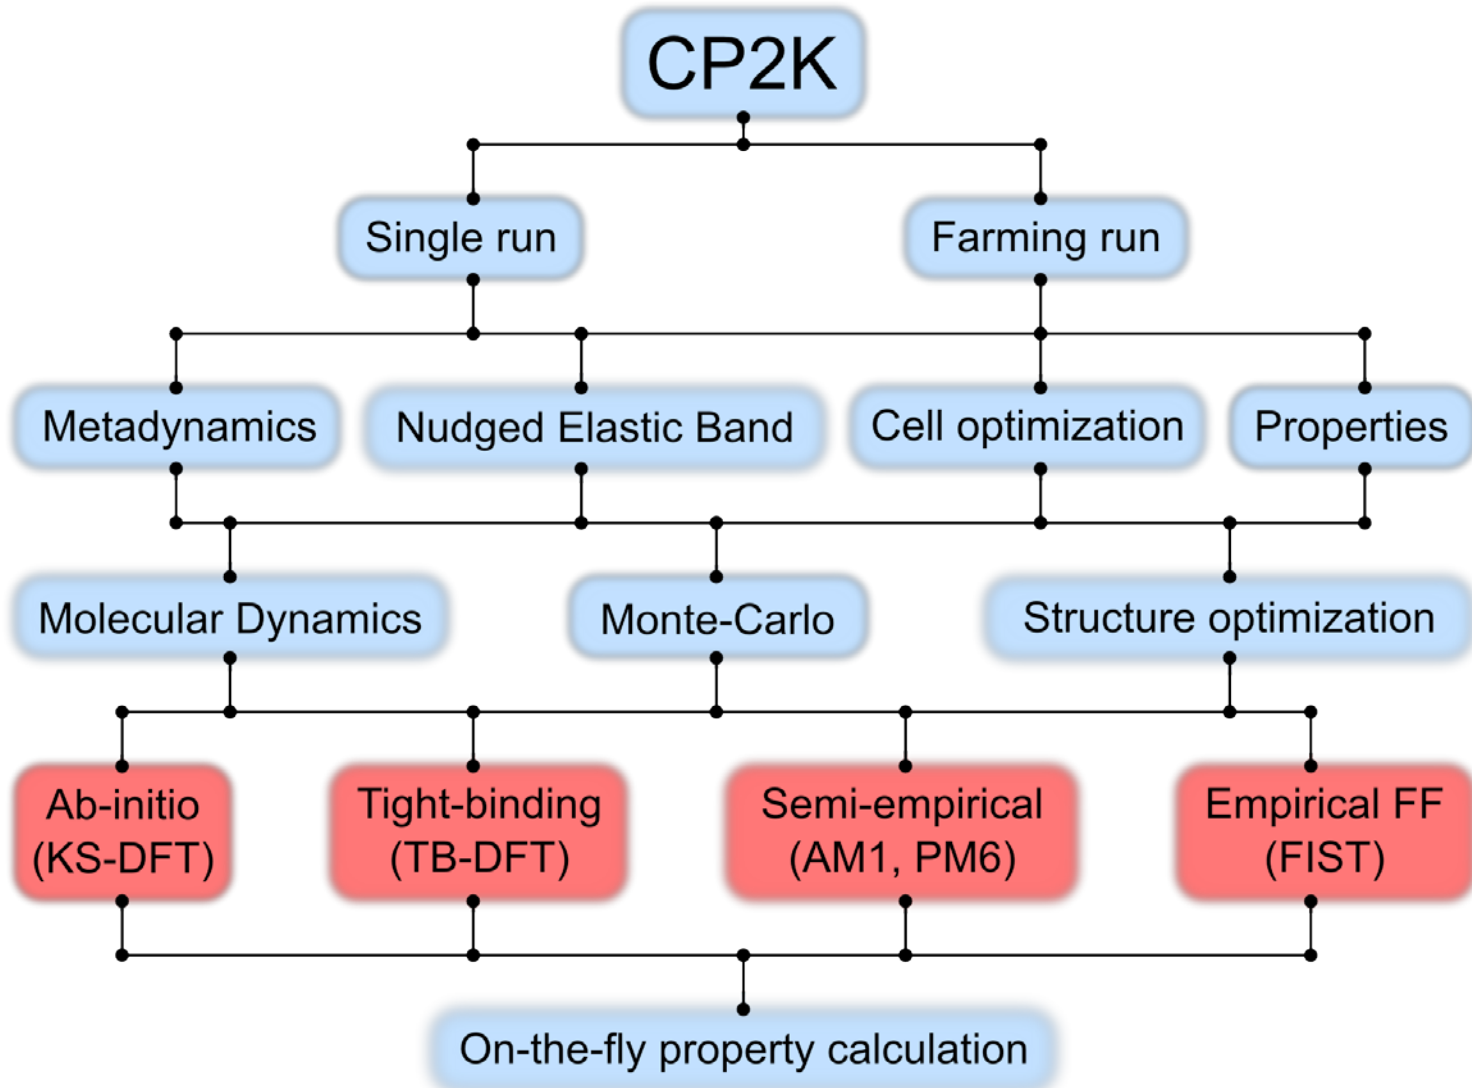 CP2K
Single run
Farming run
Metadynamics
Nudged Elastic Band
Cell optimization
Properties
Molecular Dynamics
Monte-Carlo
Structure optimization
Ab-initio
(KS-DFT)
Tight-binding
(TB-DFT)
Semi-empirical
(AM1, PM6)
Empirical FF
(FIST)
On-the-fly property calculation